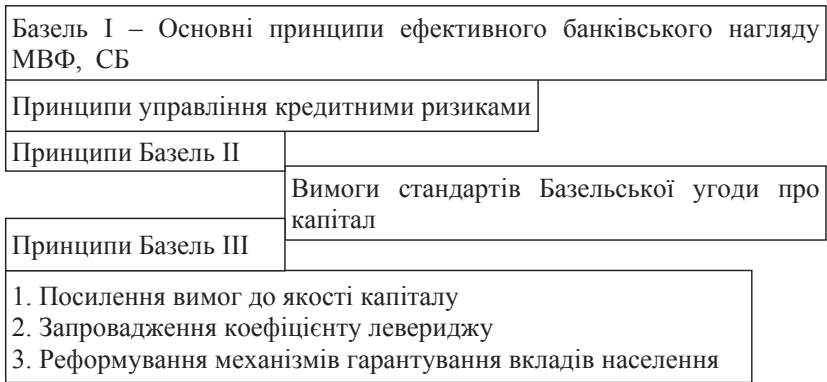 Базель І – Основні принципи ефективного банківського нагляду
МВФ, СБ
Принципи управління кредитними ризиками
Принципи Базель ІІ
Вимоги стандартів Базельської угоди про
капітал
Принципи Базель ІІІ
1. Посилення вимог до якості капіталу
2. Запровадження коефіцієнту левериджу
3. Реформування механізмів гарантування вкладів населення